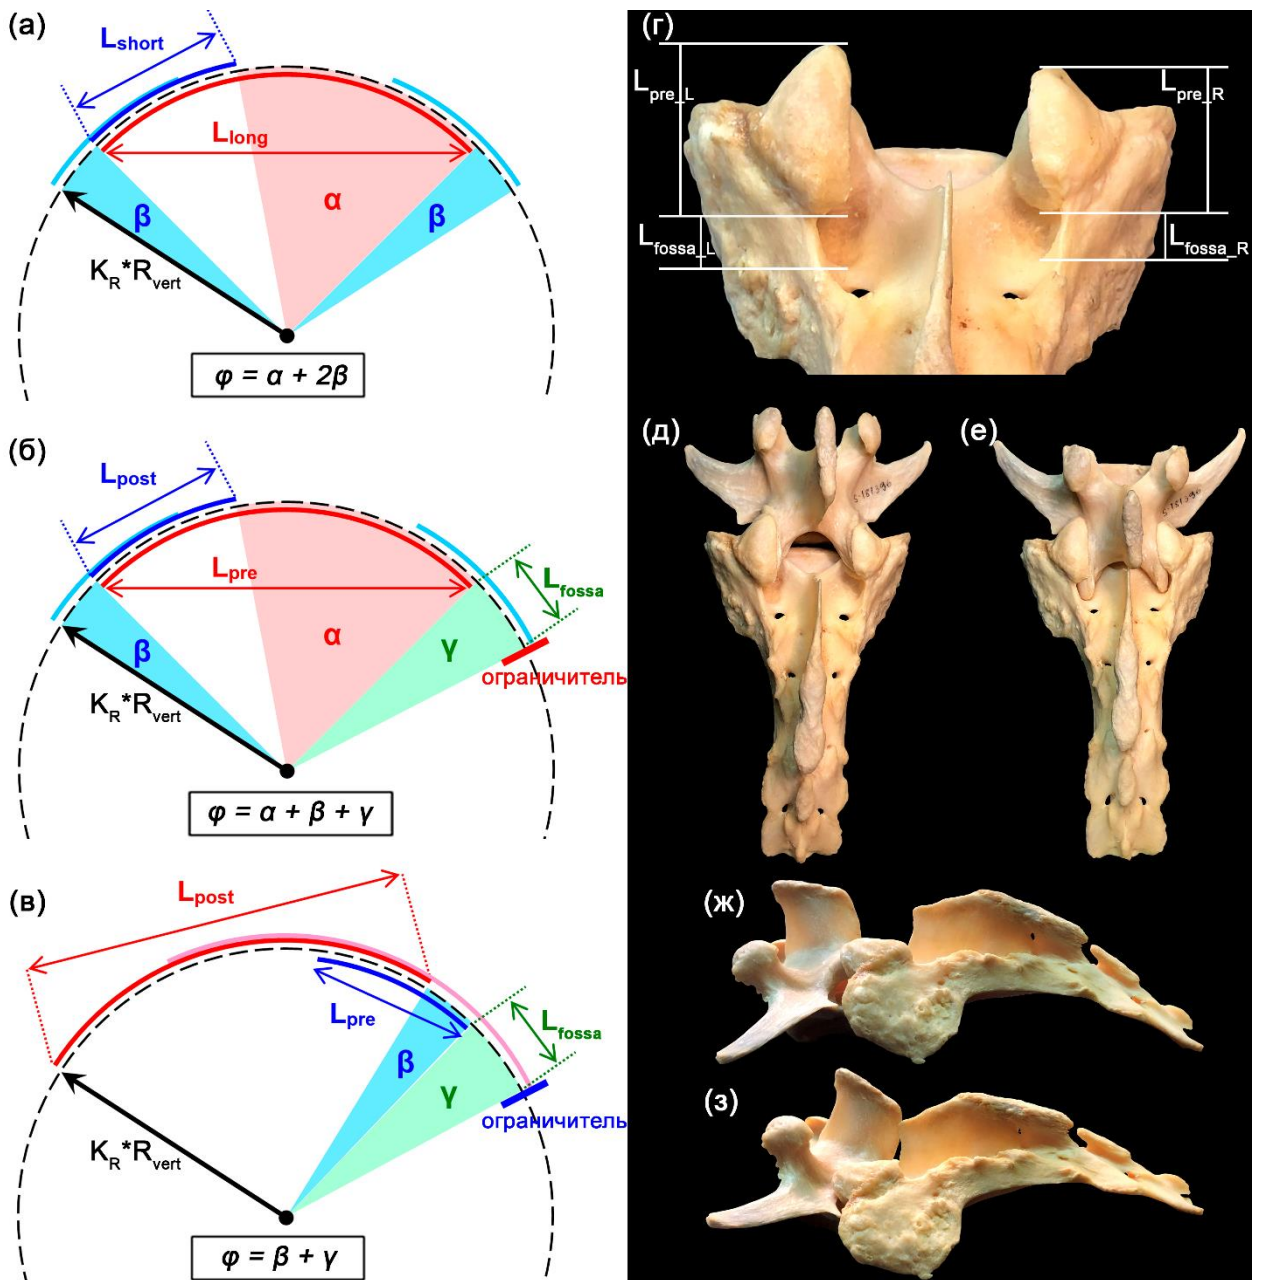 (а)
L_short
L_long
α
β
β
K_R*R_vert
φ = α + 2β
(б)
L_post
L_pre
L_fossa
α
β
γ
ограничитель
K_R*R_vert
φ = α + β + γ
(в)
L_post
L_pre
L_fossa
β
γ
ограничитель
K_R*R_vert
φ = β + γ
(г)
L_pre_L
L_pre_R
L_fossa_L
L_fossa_R
(д)
(е)
(ж)
(з)